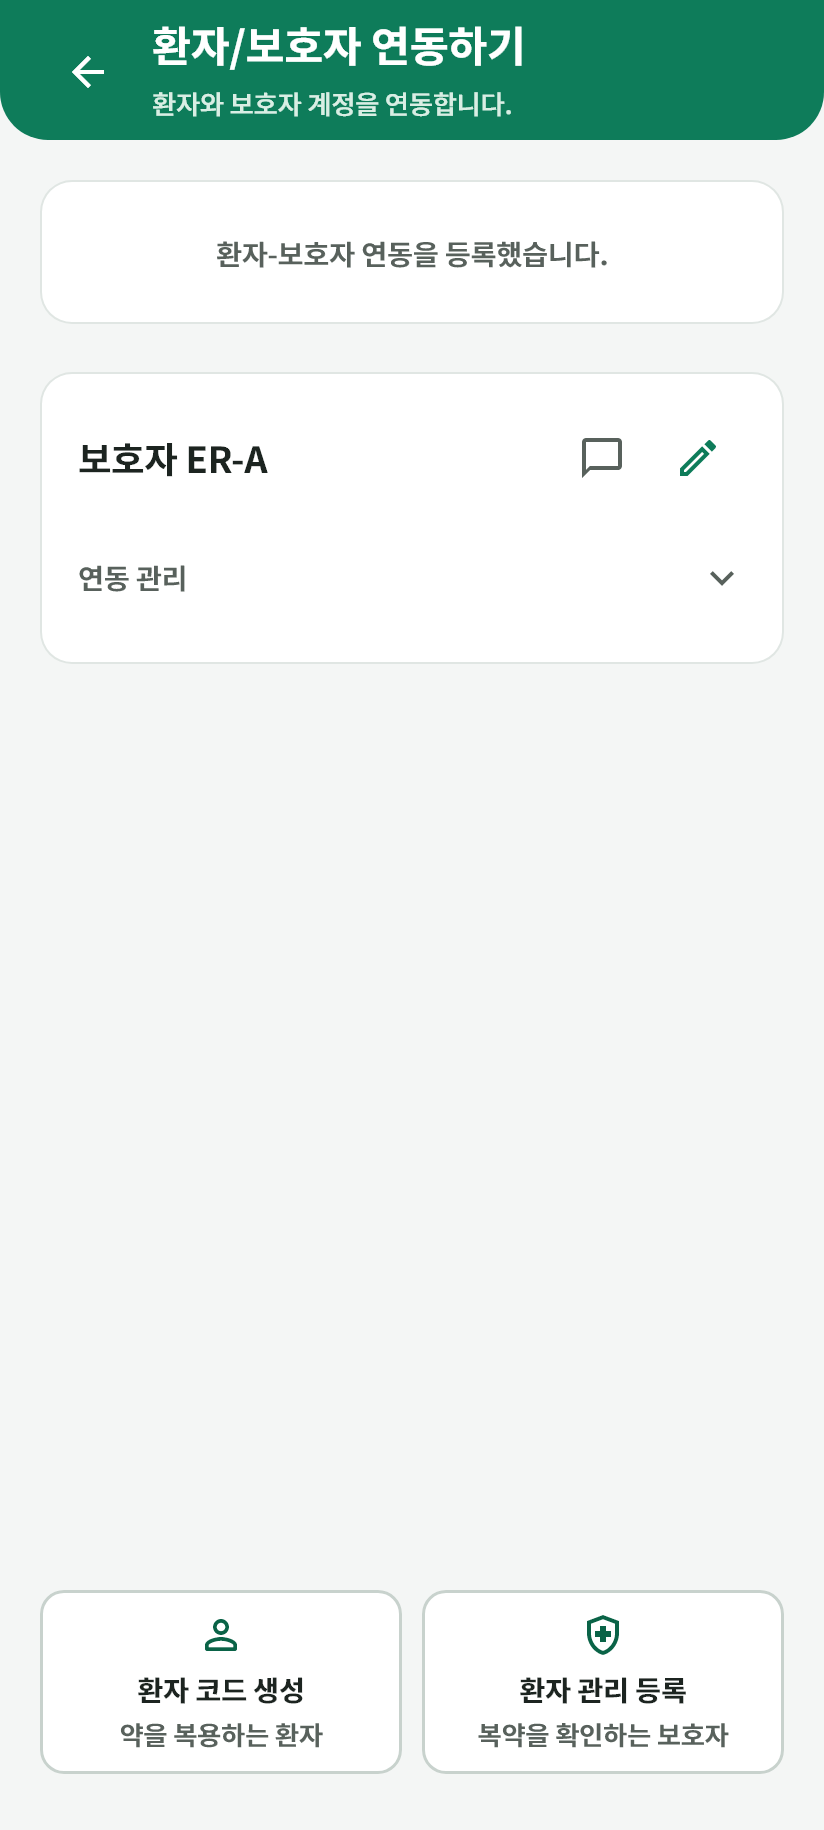 환자/보호자 연동하기
환자와 보호자 계정을 연동합니다.
환자-보호자 연동을 등록했습니다.
보호자 ER-A
연동 관리
환자 코드 생성
약을 복용하는 환자
환자 관리 등록
복약을 확인하는 보호자